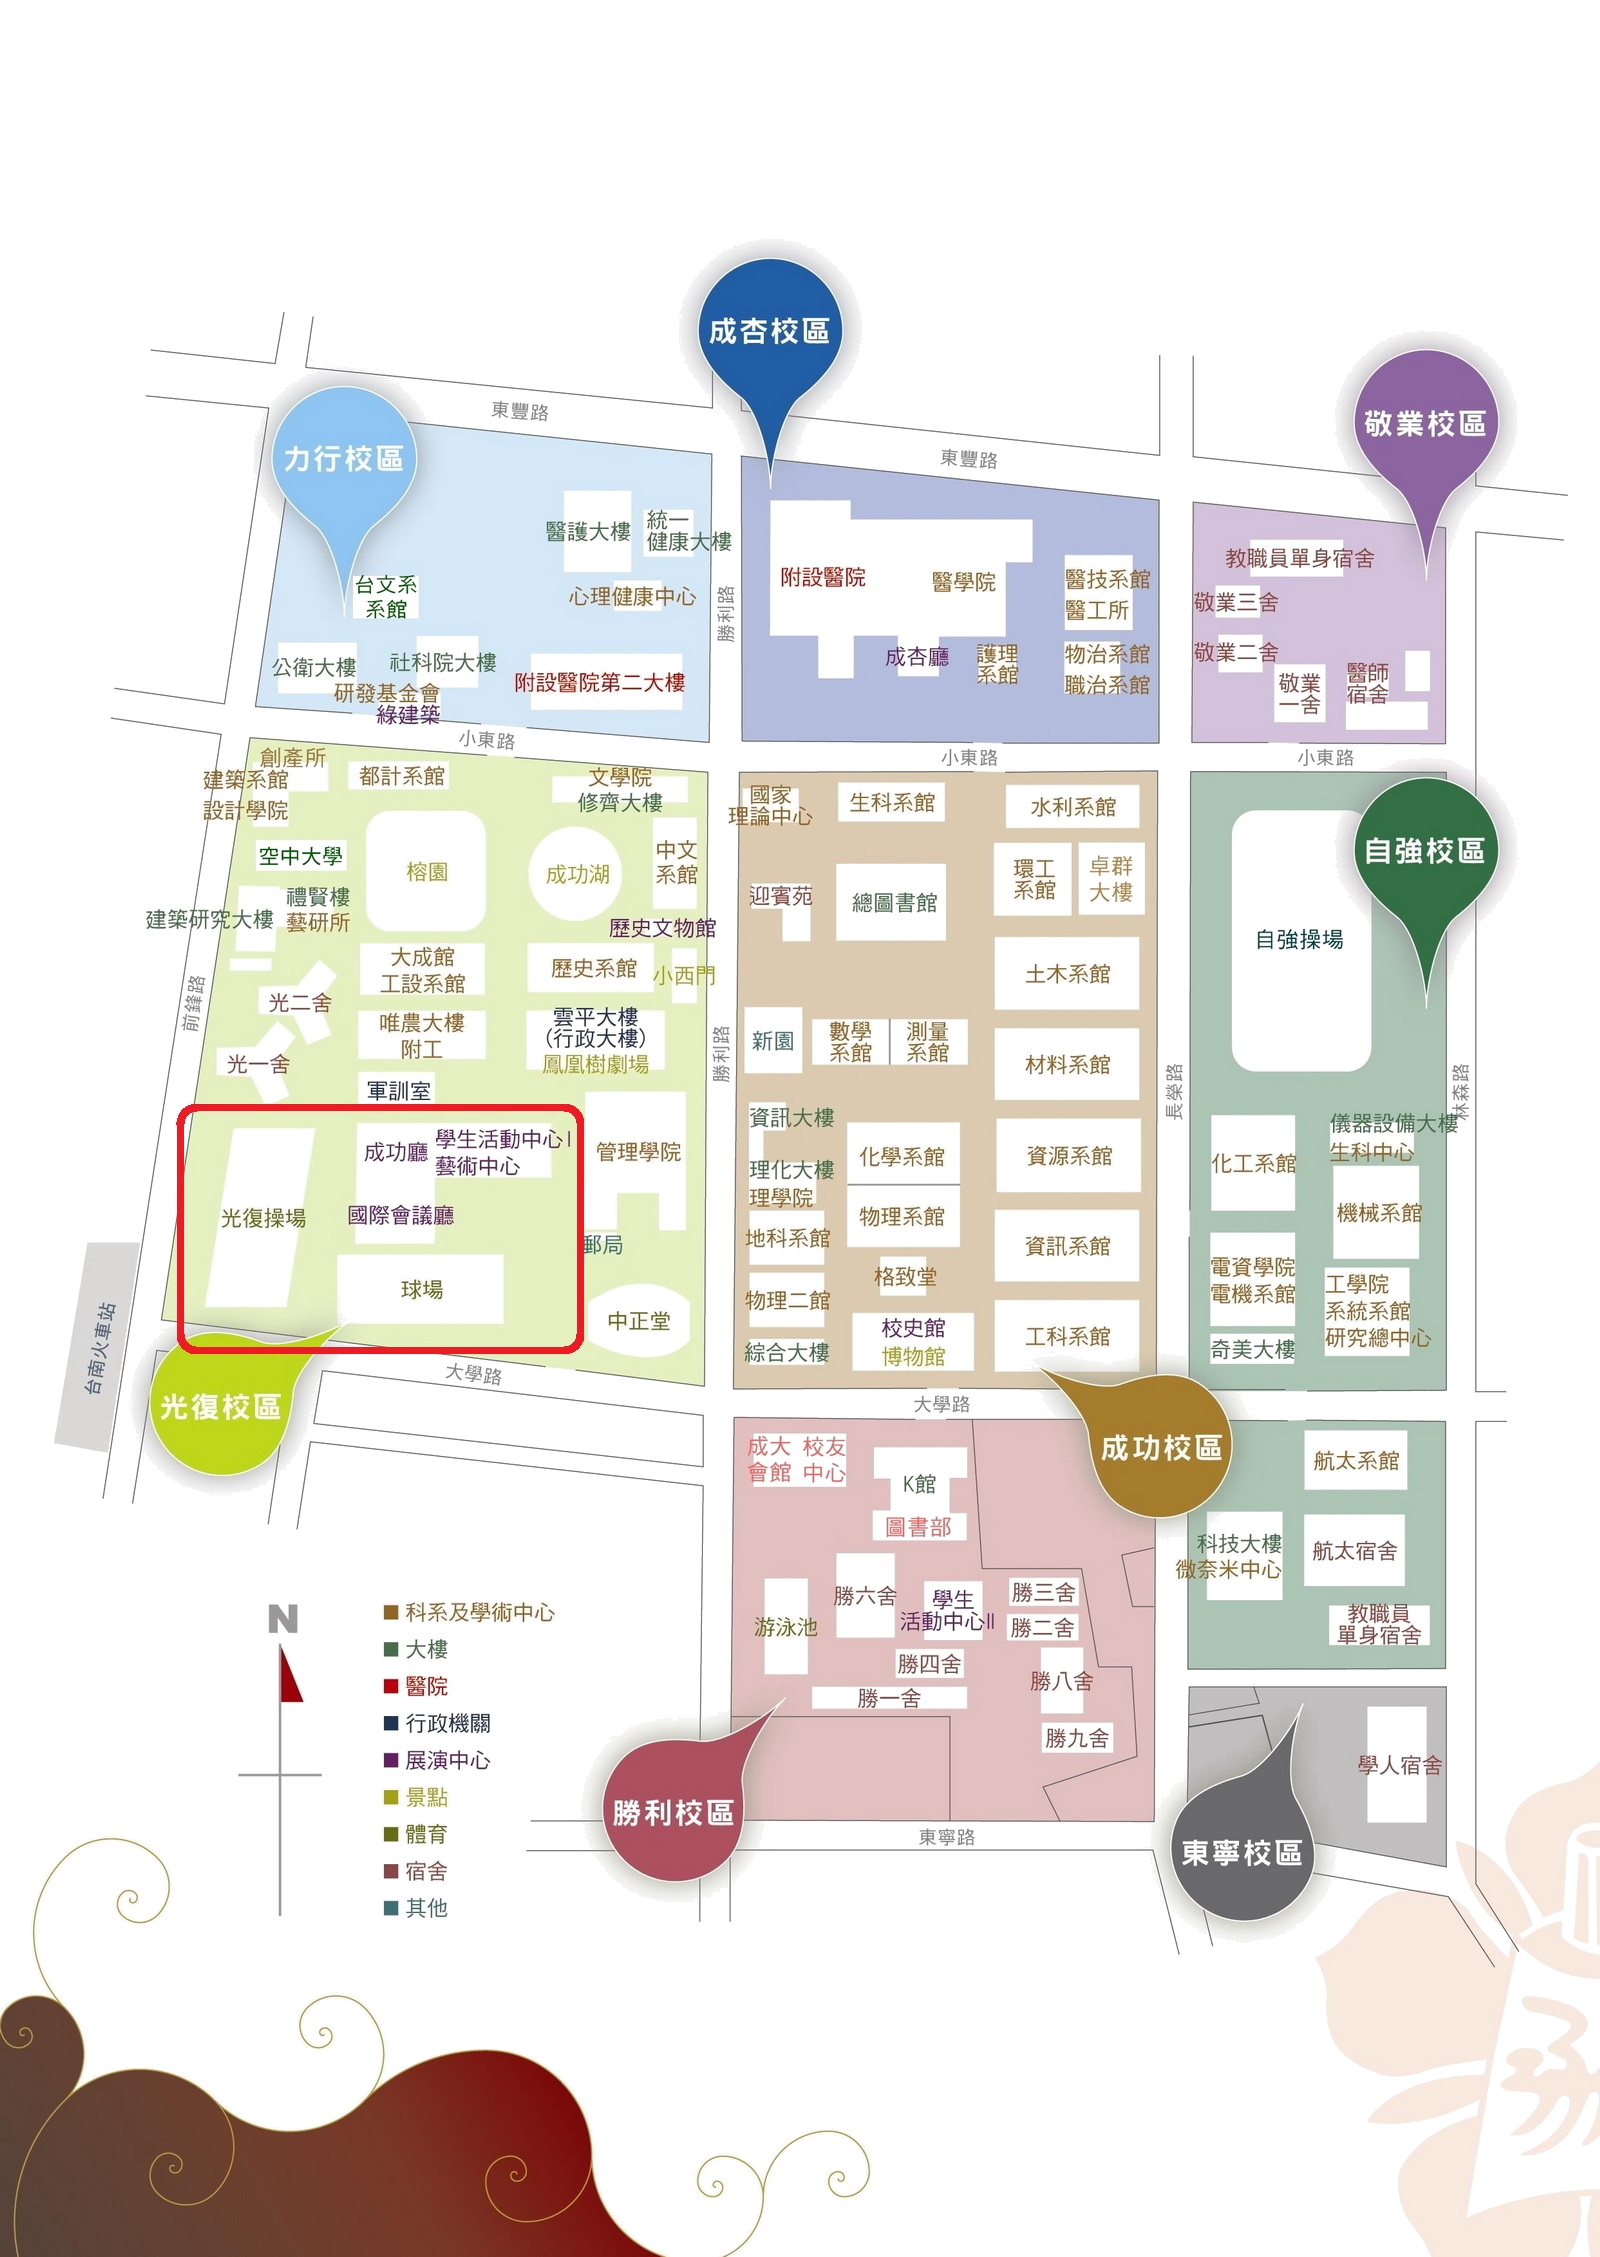 成杏校區
敬業校區
力行校區
東豐路
東豐路
醫護大樓
統一
健康大樓
心理健康中心
台文系
系館
公衛大樓
社科院大樓
研發基金會
綠建築
附設醫院第二大樓
勝利路
附設醫院
醫學院
醫技系館
醫工所
成杏廳
護理
系館
物治系館
職治系館
教職員單身宿舍
敬業三舍
敬業二舍
敬業
一舍
醫師
宿舍
小東路
小東路
小東路
創產所
建築系館
設計學院
都計系館
文學院
修齊大樓
空中大學
榕園
成功湖
中文
系館
禮賢樓
建築研究大樓
藝研所
歷史文物館
大成館
工設系館
歷史系館
小西門
光二舍
前鋒路
唯農大樓
附工
雲平大樓
(行政大樓)
鳳凰樹劇場
光一舍
軍訓室
勝利路
成功廳
學生活動中心I
藝術中心
管理學院
光復操場
國際會議廳
郵局
球場
中正堂
台南火車站
光復校區
大學路
國家
理論中心
生科系館
水利系館
迎賓苑
總圖書館
環工
系館
卓群
大樓
土木系館
新園
數學
系館
測量
系館
材料系館
長榮路
資訊大樓
化學系館
資源系館
理化大樓
理學院
物理系館
地科系館
資訊系館
格致堂
物理二館
校史館
博物館
工科系館
綜合大樓
大學路
成功校區
自強校區
自強操場
林森路
儀器設備大樓
生科中心
化工系館
機械系館
電資學院
電機系館
工學院
系統系館
研究總中心
奇美大樓
航太系館
科技大樓
微奈米中心
航太宿舍
教職員
單身宿舍
成大
會館
校友
中心
K館
圖書部
勝六舍
學生
活動中心II
勝三舍
勝二舍
游泳池
勝四舍
勝八舍
勝一舍
勝九舍
勝利校區
東寧路
東寧校區
學人宿舍
N
科系及學術中心
大樓
醫院
行政機關
展演中心
景點
體育
宿舍
其他